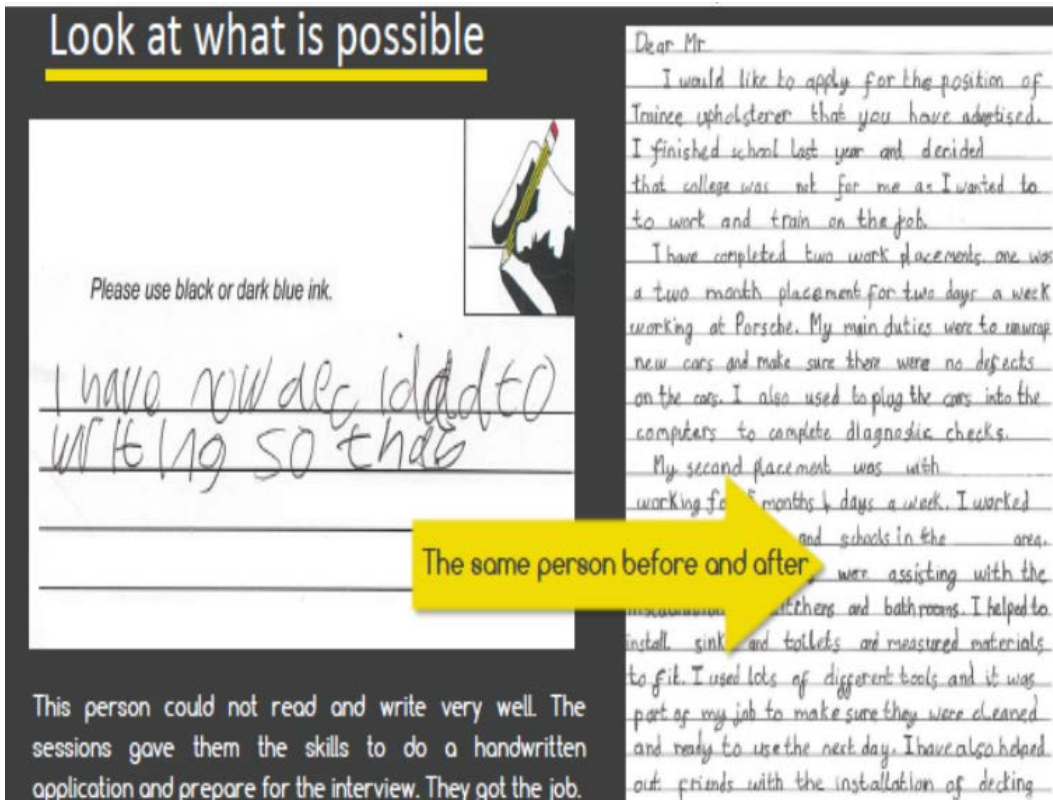 Look at what is possible
Please use black or dark blue ink.
I have now decidedd to
writing so that
The same person before and after
This person could not read and write very well. The
sessions gave them the skills to do a handwritten
application and prepare for the interview. They got the job.
Dear Mr
I would like to apply for the position of
Trainee upholsterer that you have advertised.
I finished school last year and decided
that college was not for me as I wanted to
to work and train on the job.
I have completed two work placements. one was
a two month placement for two days a week
working at Porsche. My main duties were to unwrap
new cars and make sure there were no defects
on the cars. I also used to plug the cars into the
computers to complete diagnostic checks.
My second placement was with
working months 4 days a week. I worked
and schools in the area.
were assisting with the
and bathrooms. I helped to
install sinks and toilets and measured materials
to fit. I used lots of different tools and it was
part of my job to make sure they were cleaned
and ready to use the next day. I have also helped
out friends with the installation of decking